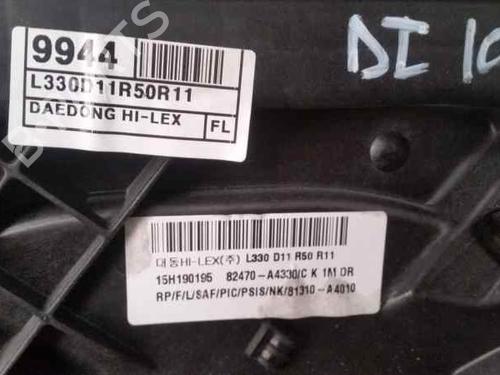 9944
L330D11R50R11
DAEDONG HI-LEX
FL
DI 10
대동HI-LEX(주) L330 D11 R50 R11
15H190195 82470-A4330/C K 1M DR
RP/F/L/SAF/PIC/PSIS/NK/81310-A4010